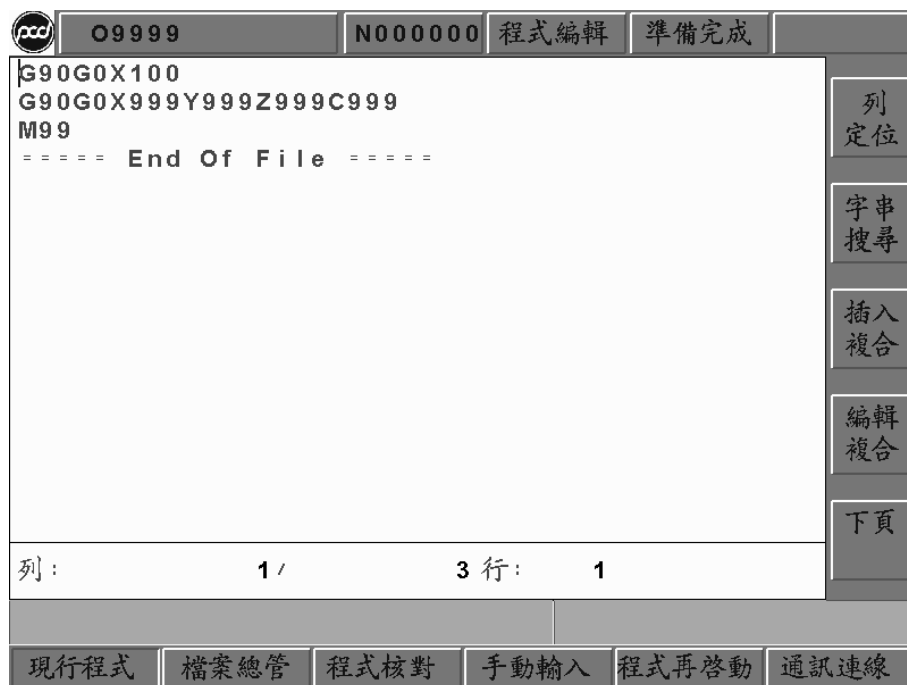 pcd O9999 N000000 程式編輯 準備完成
G90G0X100
G90G0X999Y999Z999C999
M99
===== End Of File =====
列
定位
字串
搜尋
插入
複合
編輯
複合
下頁
列: 1/ 3 行: 1
現行程式 檔案總管 程式核對 手動輸入 程式再啓動 通訊連線